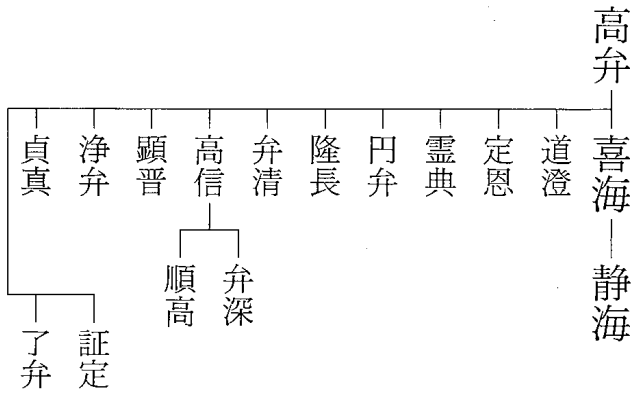 高弁
喜海
静海
道澄
定恩
霊典
円弁
隆長
弁清
高信
弁深
順高
顕晋
浄弁
貞真
証定
了弁